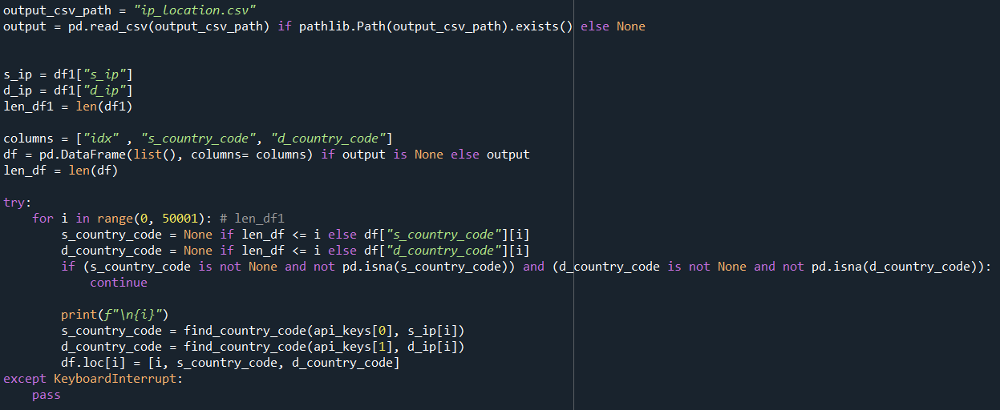 output_csv_path = "ip_location.csv"
output = pd.read_csv(output_csv_path) if pathlib.Path(output_csv_path).exists() else None
s_ip = df1["s_ip"]
d_ip = df1["d_ip"]
len_df1 = len(df1)
columns = ["idx" , "s_country_code", "d_country_code"]
df = pd.DataFrame(list(), columns= columns) if output is None else output
len_df = len(df)
try:
    for i in range(0, 50001): # len_df1
        s_country_code = None if len_df <= i else df["s_country_code"][i]
        d_country_code = None if len_df <= i else df["d_country_code"][i]
        if (s_country_code is not None and not pd.isna(s_country_code)) and (d_country_code is not None and not pd.isna(d_country_code)):
            continue
        print(f"\n{i}")
        s_country_code = find_country_code(api_keys[0], s_ip[i])
        d_country_code = find_country_code(api_keys[1], d_ip[i])
        df.loc[i] = [i, s_country_code, d_country_code]
except KeyboardInterrupt:
    pass